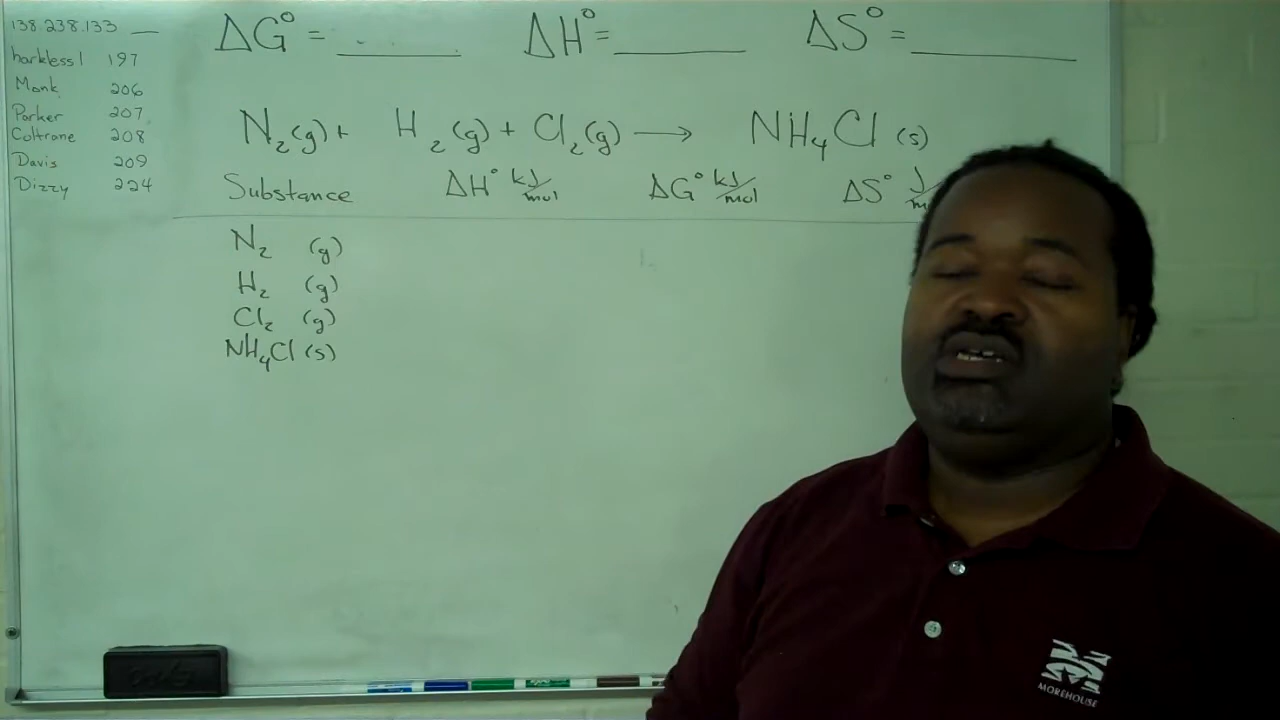 138.238.133 __
harkless1 197
Monk 206
Parker 207
Coltrane 208
Davis 209
Dizzy 224
ΔG° = ______ ΔH° = ______ ΔS° = ______
N₂(g) + H₂(g) + Cl₂(g) ⟶ NH₄Cl(s)
Substance ΔH° kJ/mol ΔG° kJ/mol ΔS° J/
N₂ (g)
H₂ (g)
Cl₂ (g)
NH₄Cl (s)
MOREHOUSE